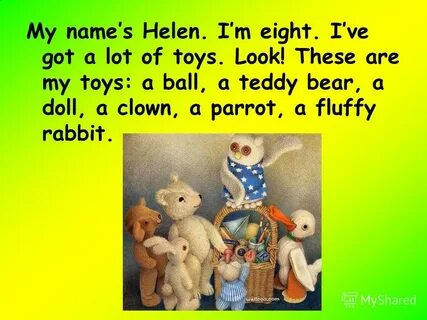 My name's Helen. I'm eight. I've
got a lot of toys. Look! These are
my toys: a ball, a teddy bear, a
doll, a clown, a parrot, a fluffy
rabbit.
MyShared